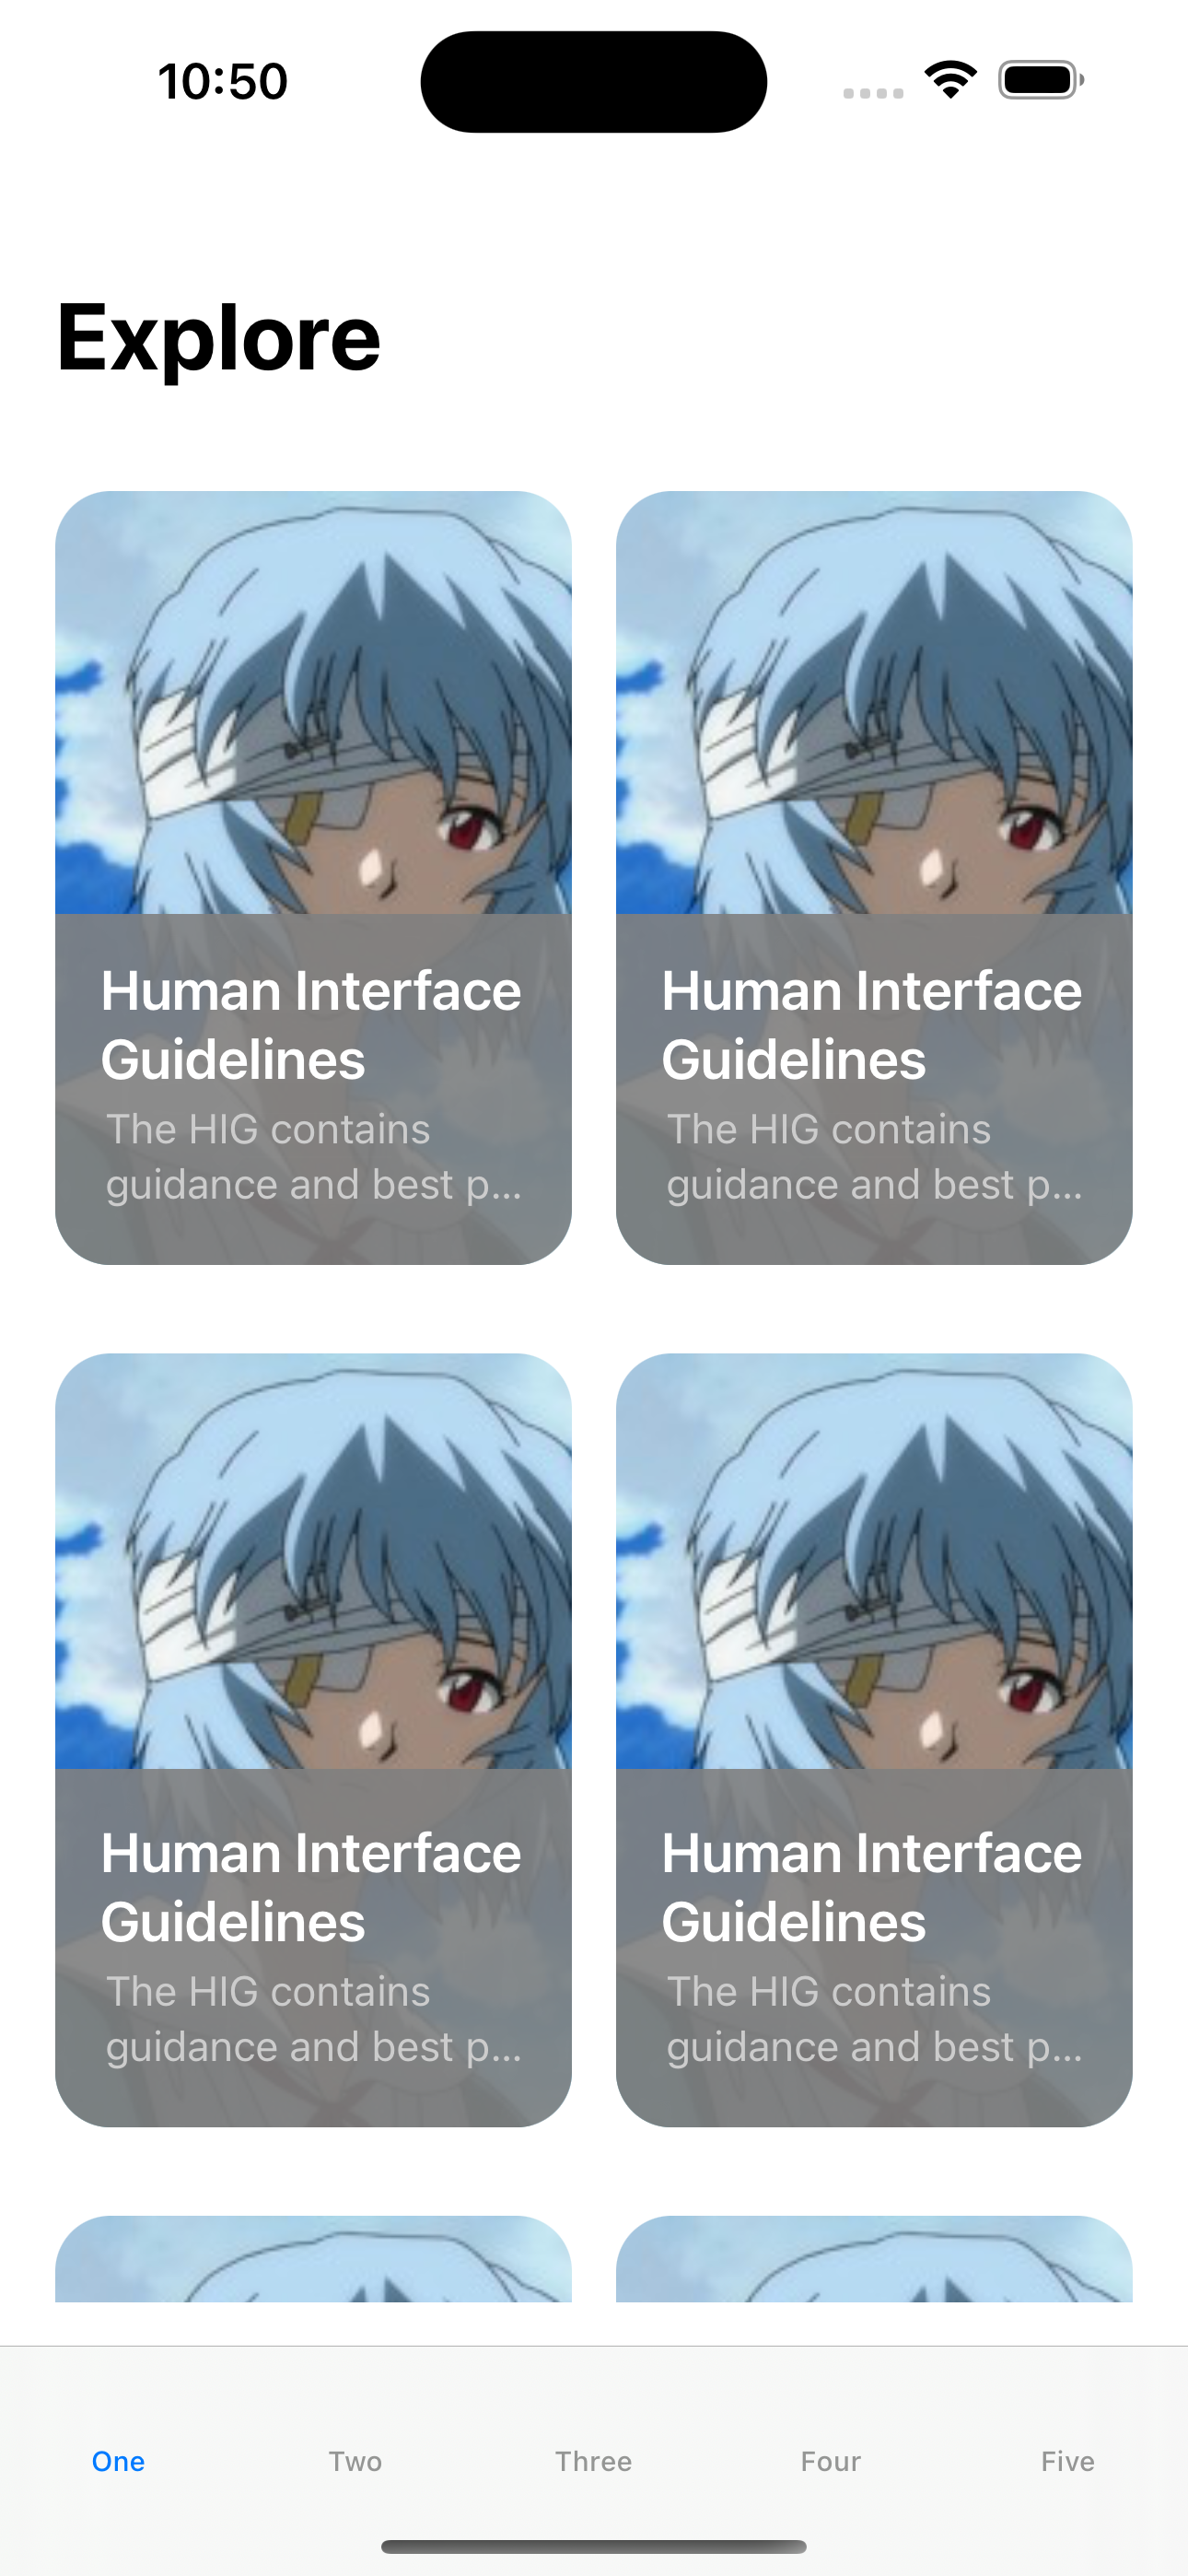 10:50
Explore
Human Interface
Guidelines
The HIG contains
guidance and best p...
Human Interface
Guidelines
The HIG contains
guidance and best p...
Human Interface
Guidelines
The HIG contains
guidance and best p...
Human Interface
Guidelines
The HIG contains
guidance and best p...
One Two Three Four Five